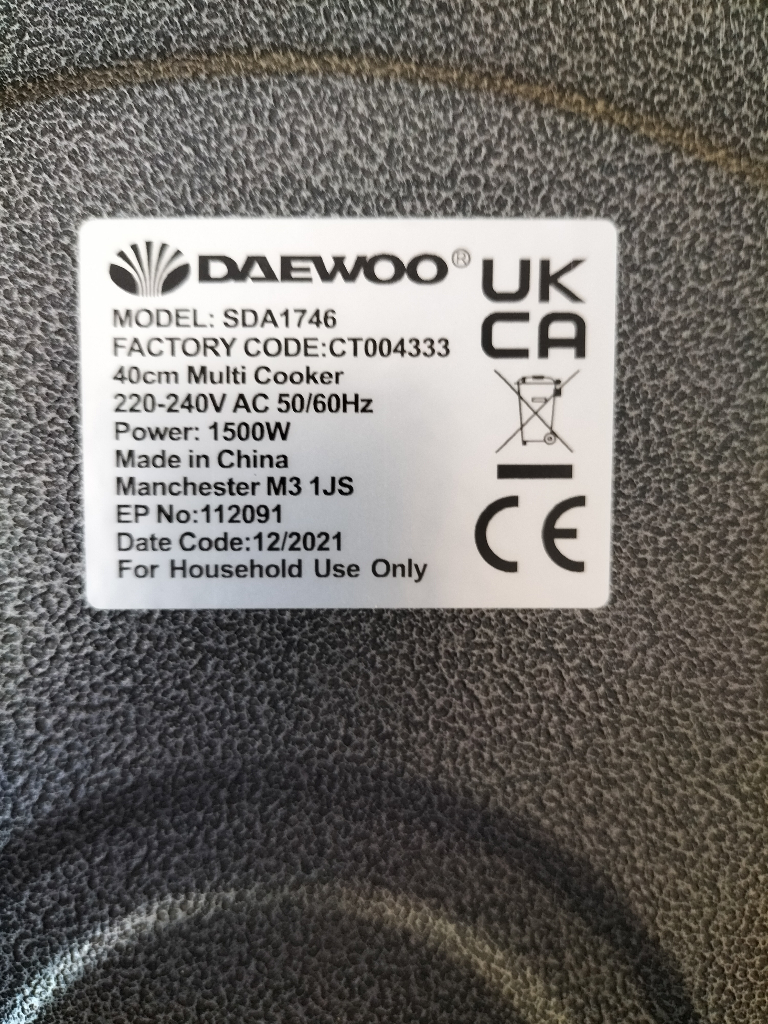 DAEWOO®
UK
CA
MODEL: SDA1746
FACTORY CODE:CT004333
40cm Multi Cooker
220-240V AC 50/60Hz
Power: 1500W
Made in China
Manchester M3 1JS
EP No:112091
Date Code:12/2021
For Household Use Only
CE